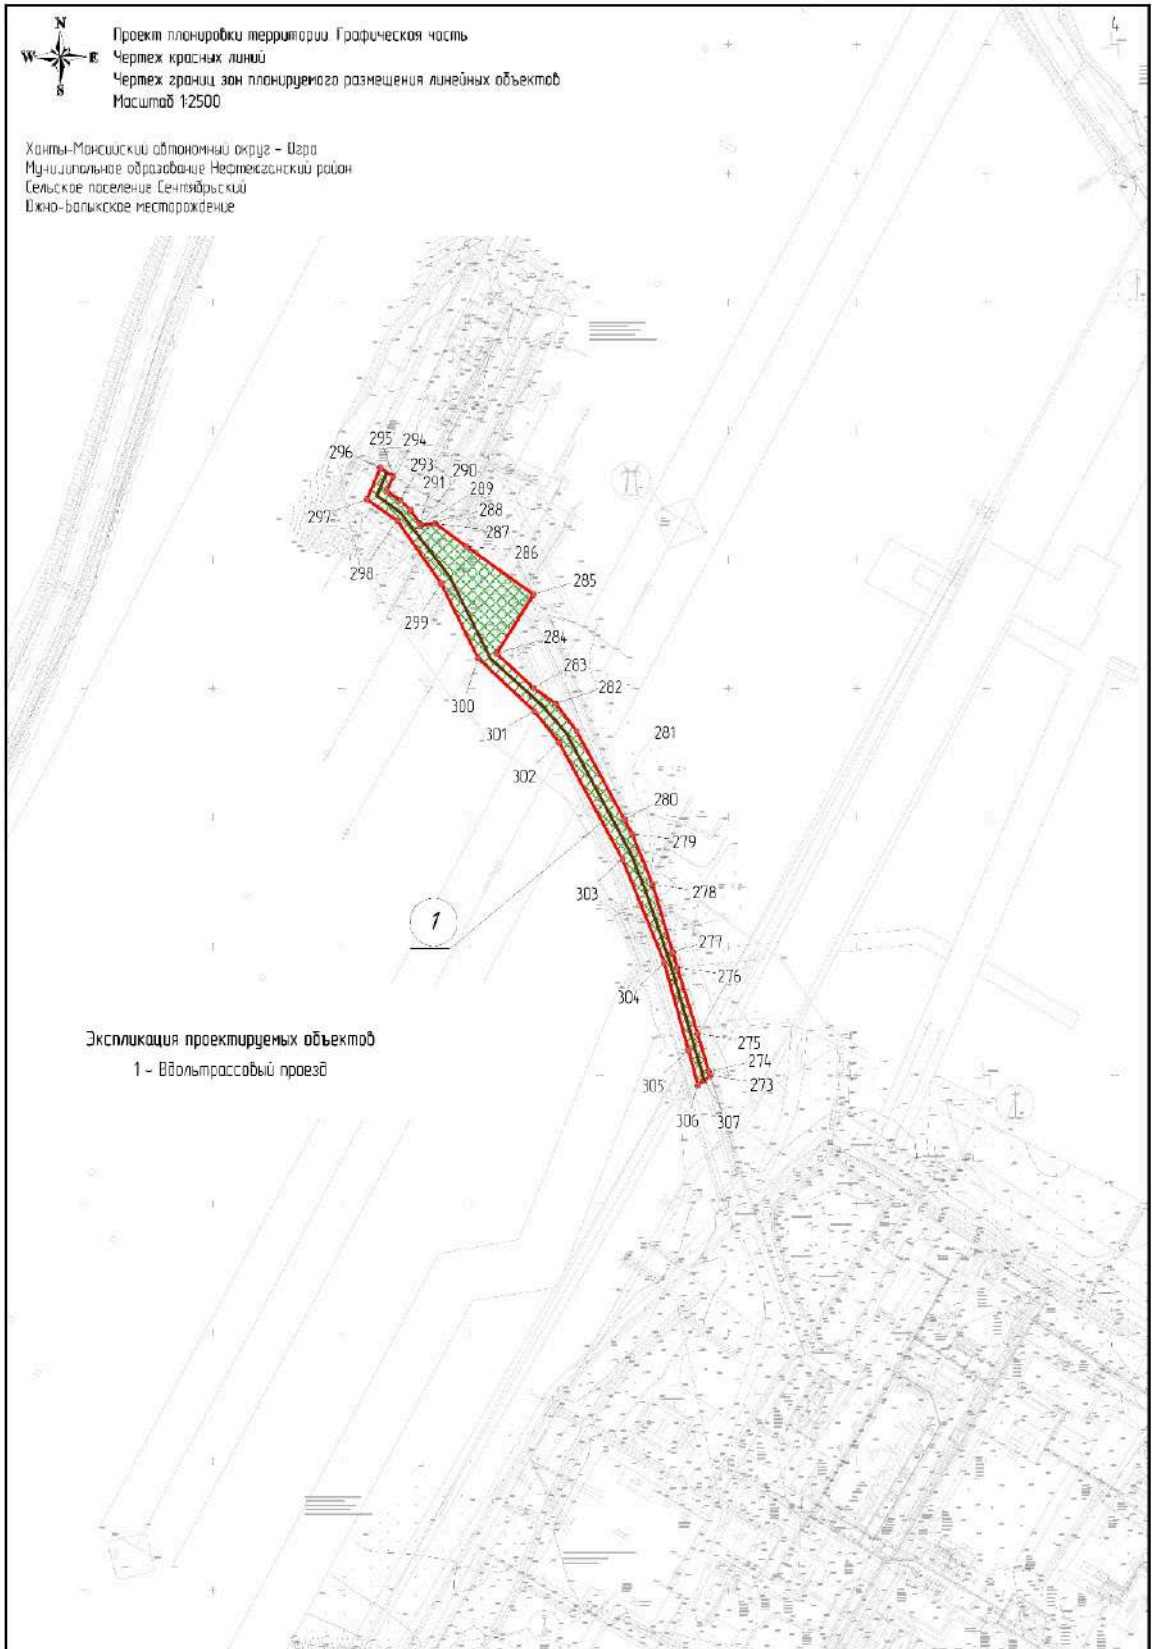 4
N
W E
S
Проект планировки территории. Графическая часть
Чертеж красных линий
Чертеж границ зон планируемого размещения линейных объектов
Масштаб 1:2500
Ханты-Мансийский автономный округ - Югра
Муниципальное образование Нефтеюганский район
Сельское поселение Сентябрьский
Южно-Балыкское месторождение
295 294
296
293
290
291
289
288
297
287
286
298
285
299
284
283
282
300
301
281
302
280
279
303
278
1
277
276
304
275
274
305
273
306 307
Экспликация проектируемых объектов
1 - Вдольтрассовый проезд